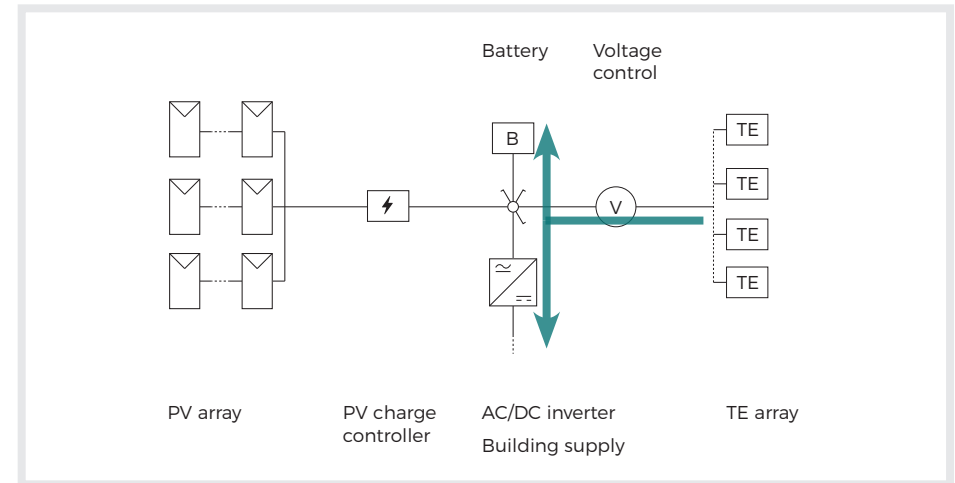 Battery
Voltage
control
B
TE
TE
V
TE
TE
PV array
PV charge
controller
AC/DC inverter
Building supply
TE array